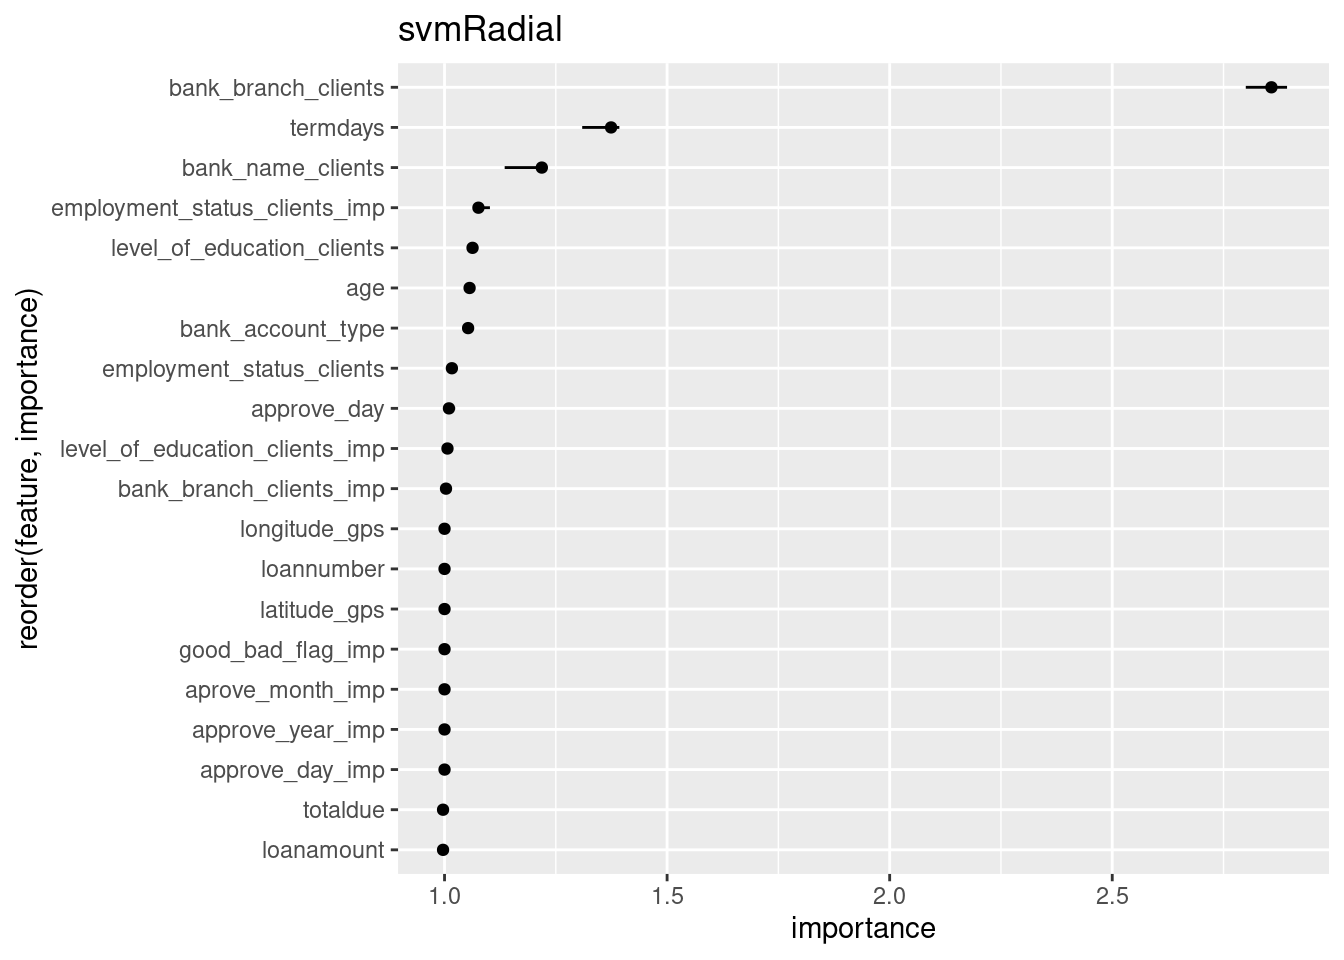 svmRadial
reorder(feature, importance)
bank_branch_clients
termdays
bank_name_clients
employment_status_clients_imp
level_of_education_clients
age
bank_account_type
employment_status_clients
approve_day
level_of_education_clients_imp
bank_branch_clients_imp
longitude_gps
loannumber
latitude_gps
good_bad_flag_imp
aprove_month_imp
approve_year_imp
approve_day_imp
totaldue
loanamount
1.0 1.5 2.0 2.5
importance